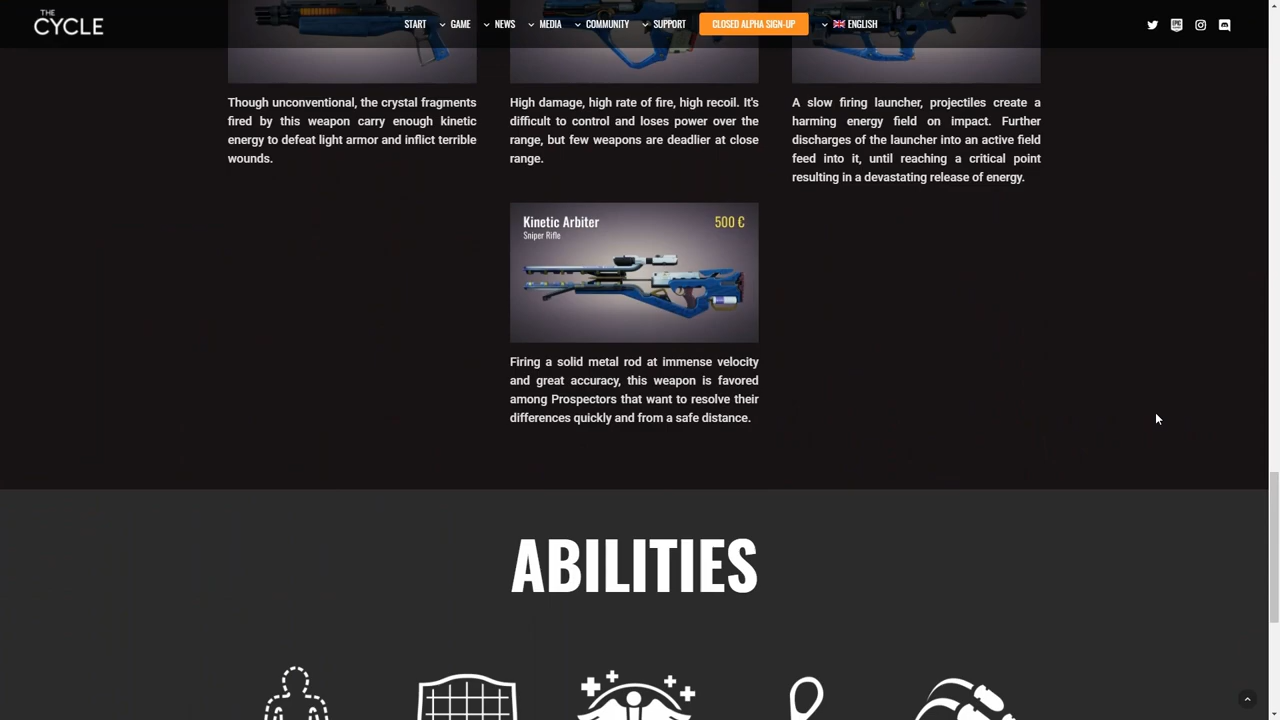 THE
CYCLE
START
GAME
NEWS
MEDIA
COMMUNITY
SUPPORT
CLOSED ALPHA SIGN-UP
ENGLISH
Though unconventional, the crystal fragments
fired by this weapon carry enough kinetic
energy to defeat light armor and inflict terrible
wounds.
High damage, high rate of fire, high recoil. It's
difficult to control and loses power over the
range, but few weapons are deadlier at close
range.
A slow firing launcher, projectiles create a
harming energy field on impact. Further
discharges of the launcher into an active field
feed into it, until reaching a critical point
resulting in a devastating release of energy.
Kinetic Arbiter
500 €
Sniper Rifle
Firing a solid metal rod at immense velocity
and great accuracy, this weapon is favored
among Prospectors that want to resolve their
differences quickly and from a safe distance.
ABILITIES